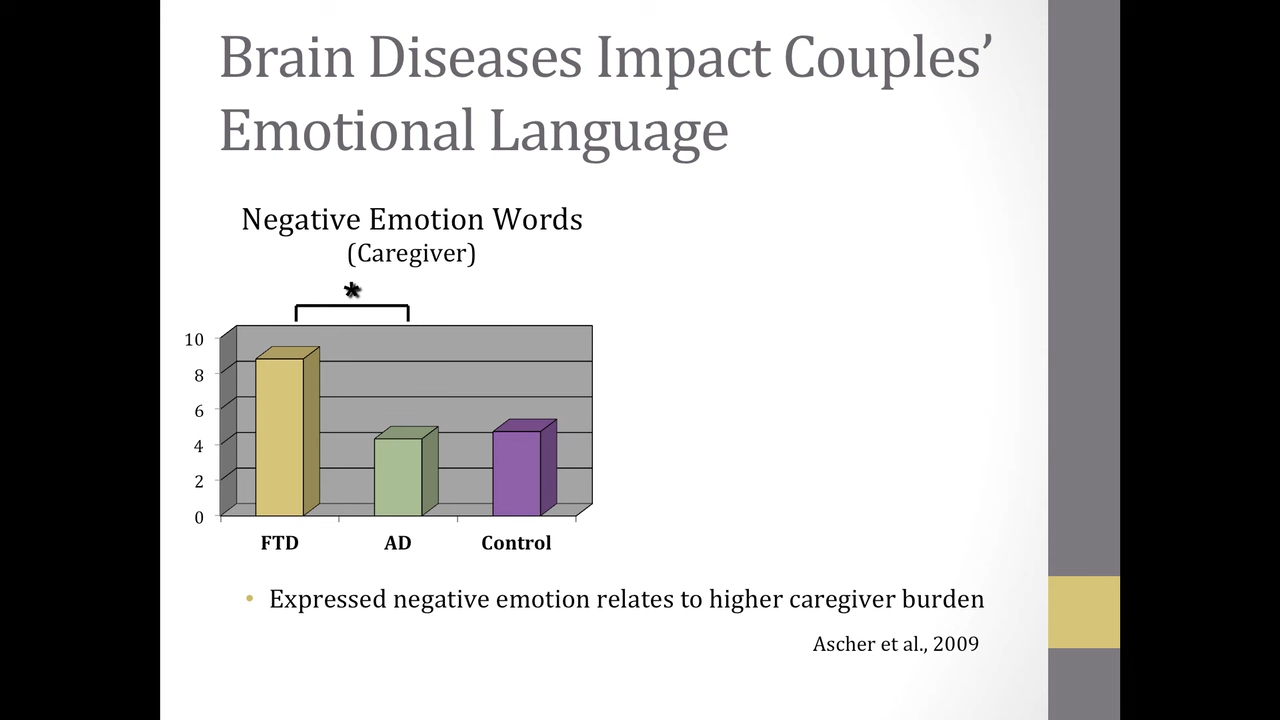 Brain Diseases Impact Couples’
Emotional Language
Negative Emotion Words
(Caregiver)
*
10
8
6
4
2
0
FTD AD Control
• Expressed negative emotion relates to higher caregiver burden
Ascher et al., 2009